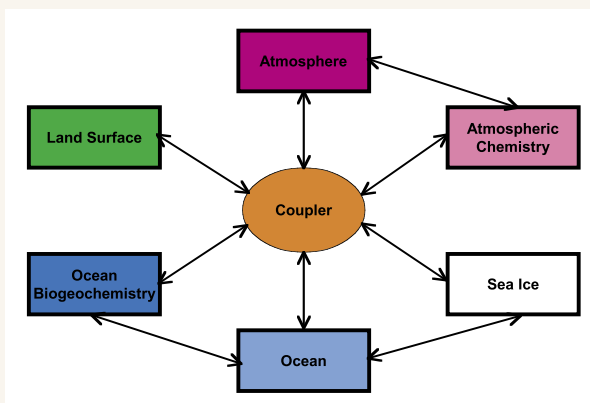 Atmosphere
Land Surface
Atmospheric
Chemistry
Coupler
Ocean
Biogeochemistry
Sea Ice
Ocean